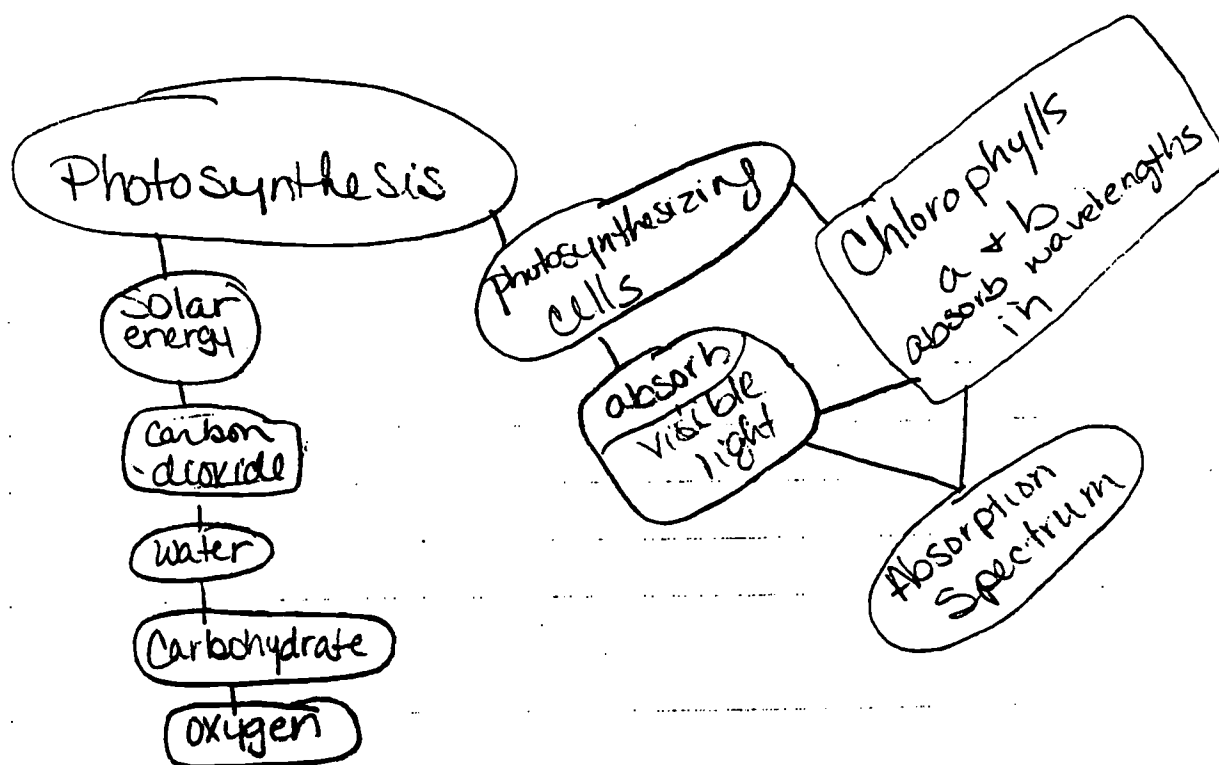 Photosynthesis
Solar
energy
Carbon
-dioxide
water
Carbohydrate
oxygen
photosynthesizing
cells
absorb
visible
light
Chlorophylls
a + b
absorb wavelengths
in
Absorption
Spectrum